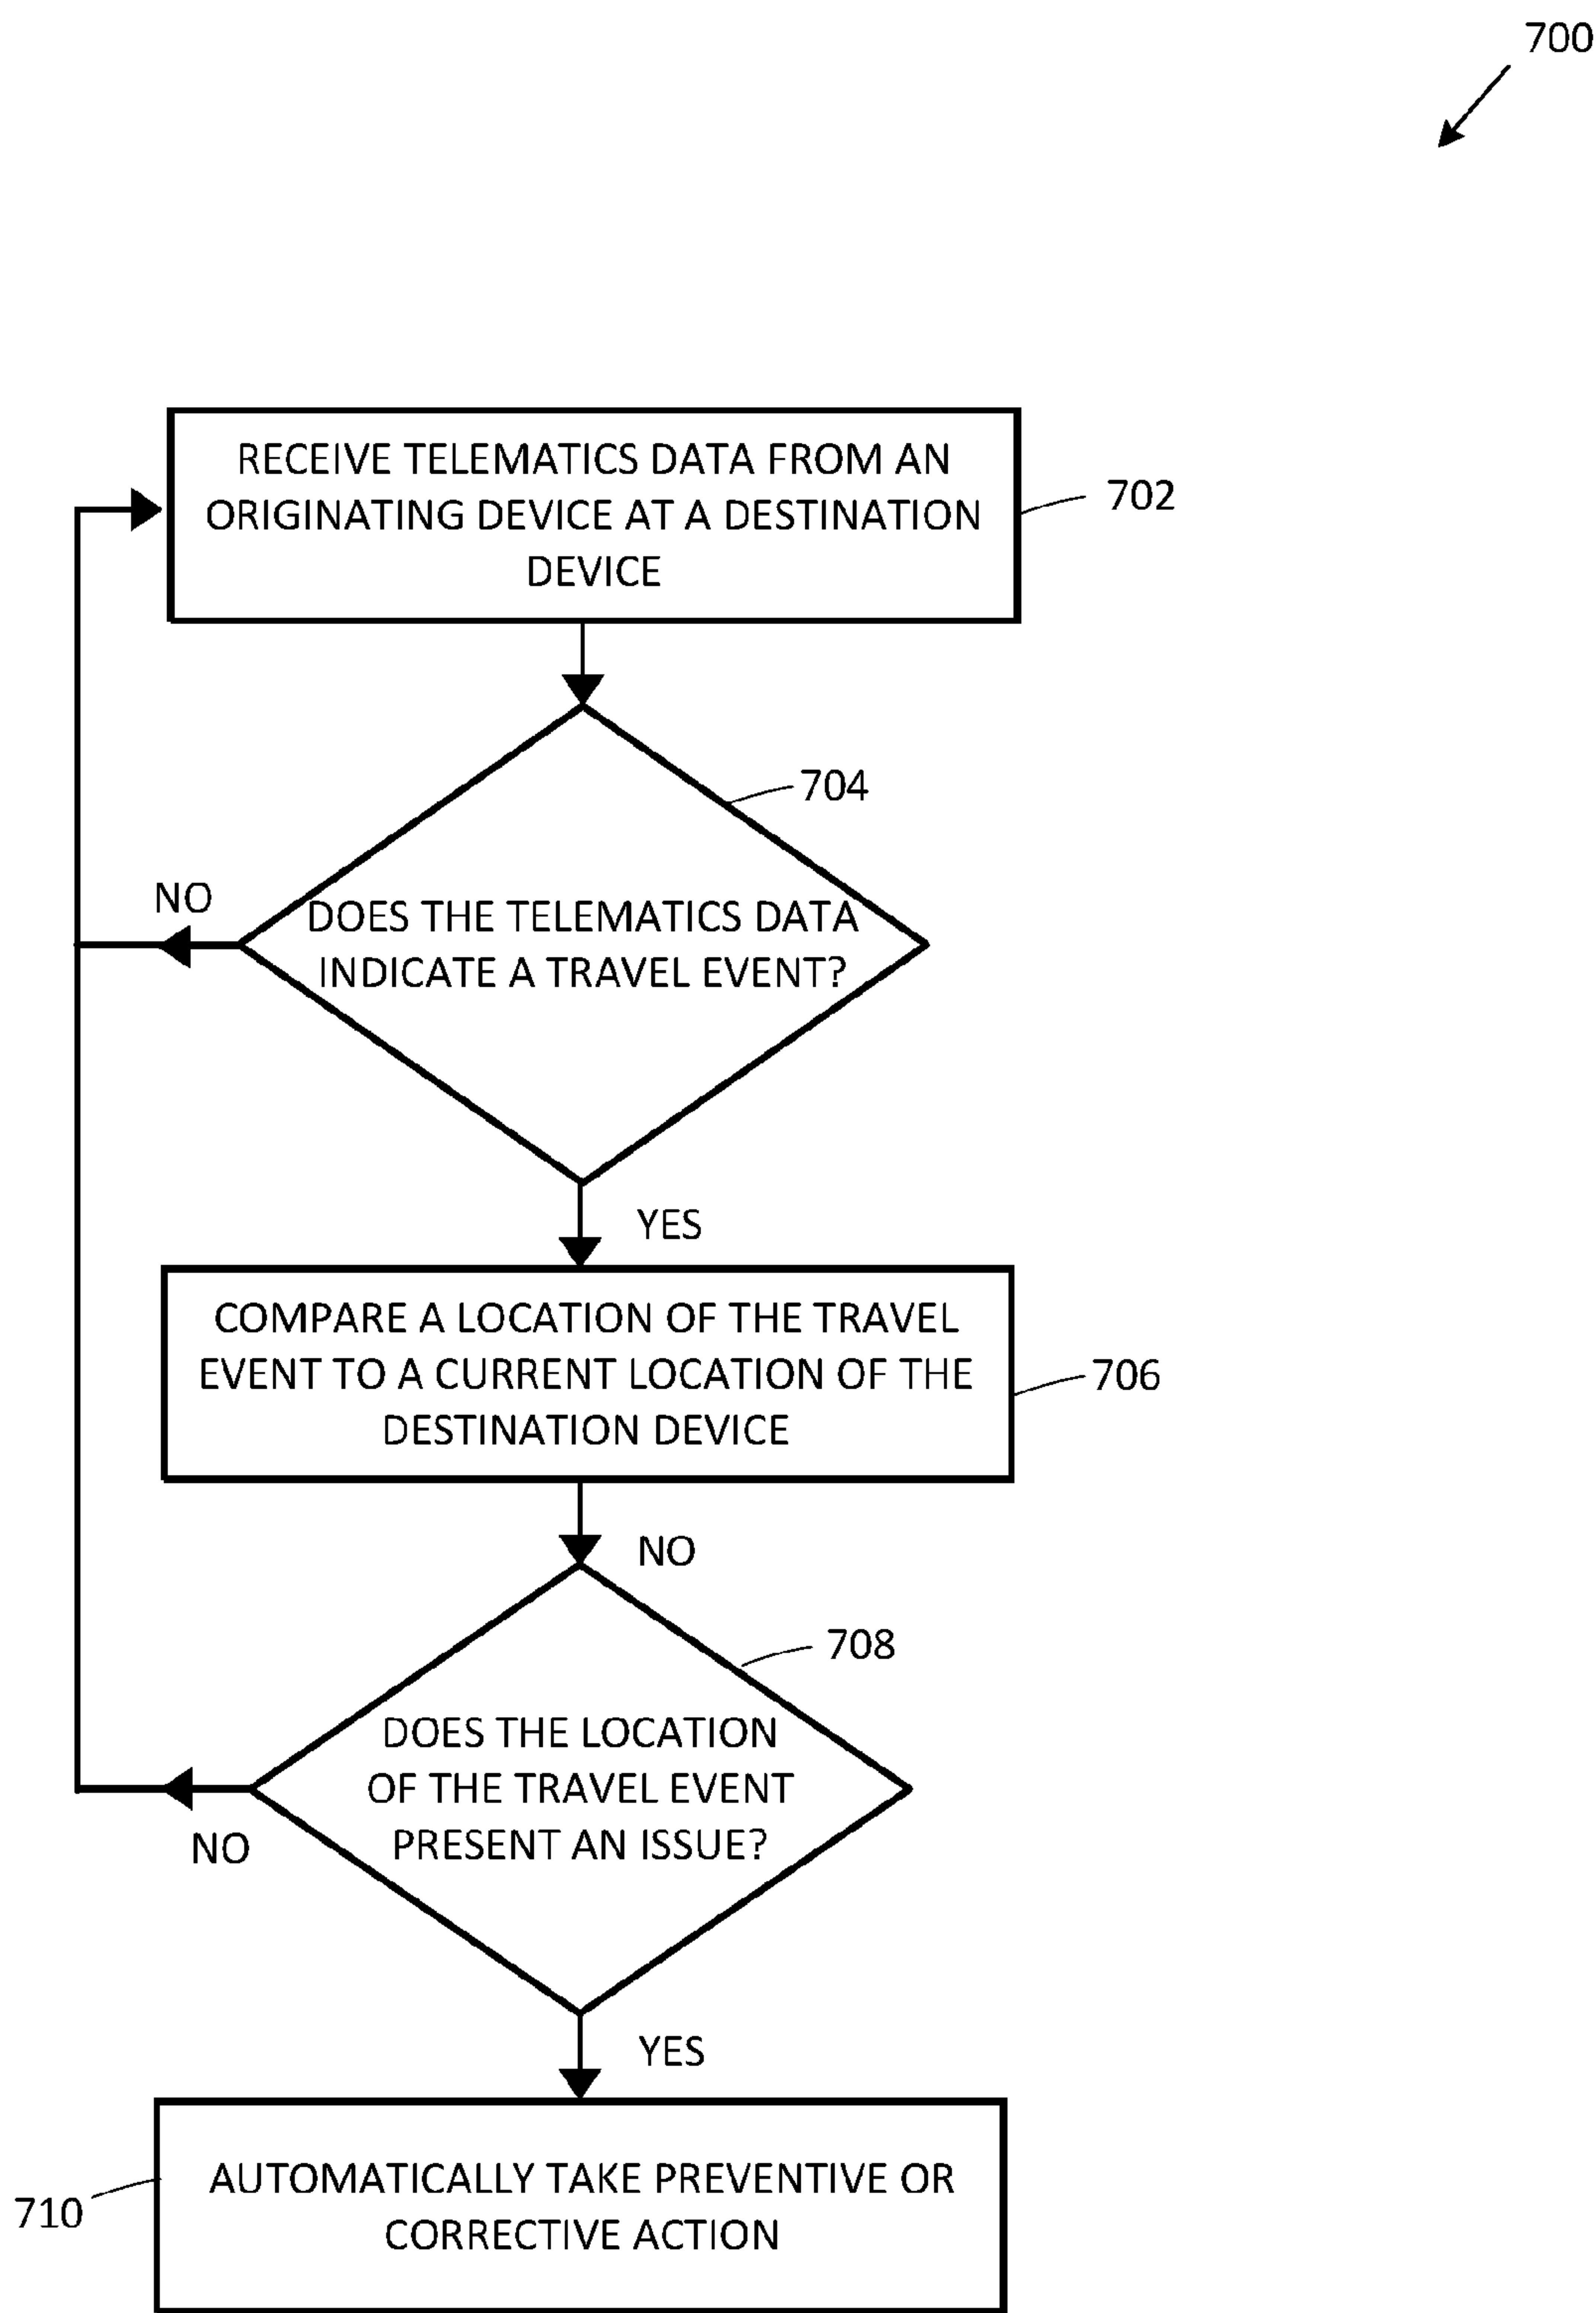 700
RECEIVE TELEMATICS DATA FROM AN
ORIGINATING DEVICE AT A DESTINATION
DEVICE
702
704
NO
DOES THE TELEMATICS DATA
INDICATE A TRAVEL EVENT?
YES
COMPARE A LOCATION OF THE TRAVEL
EVENT TO A CURRENT LOCATION OF THE
DESTINATION DEVICE
706
NO
708
DOES THE LOCATION
OF THE TRAVEL EVENT
PRESENT AN ISSUE?
NO
YES
AUTOMATICALLY TAKE PREVENTIVE OR
CORRECTIVE ACTION
710